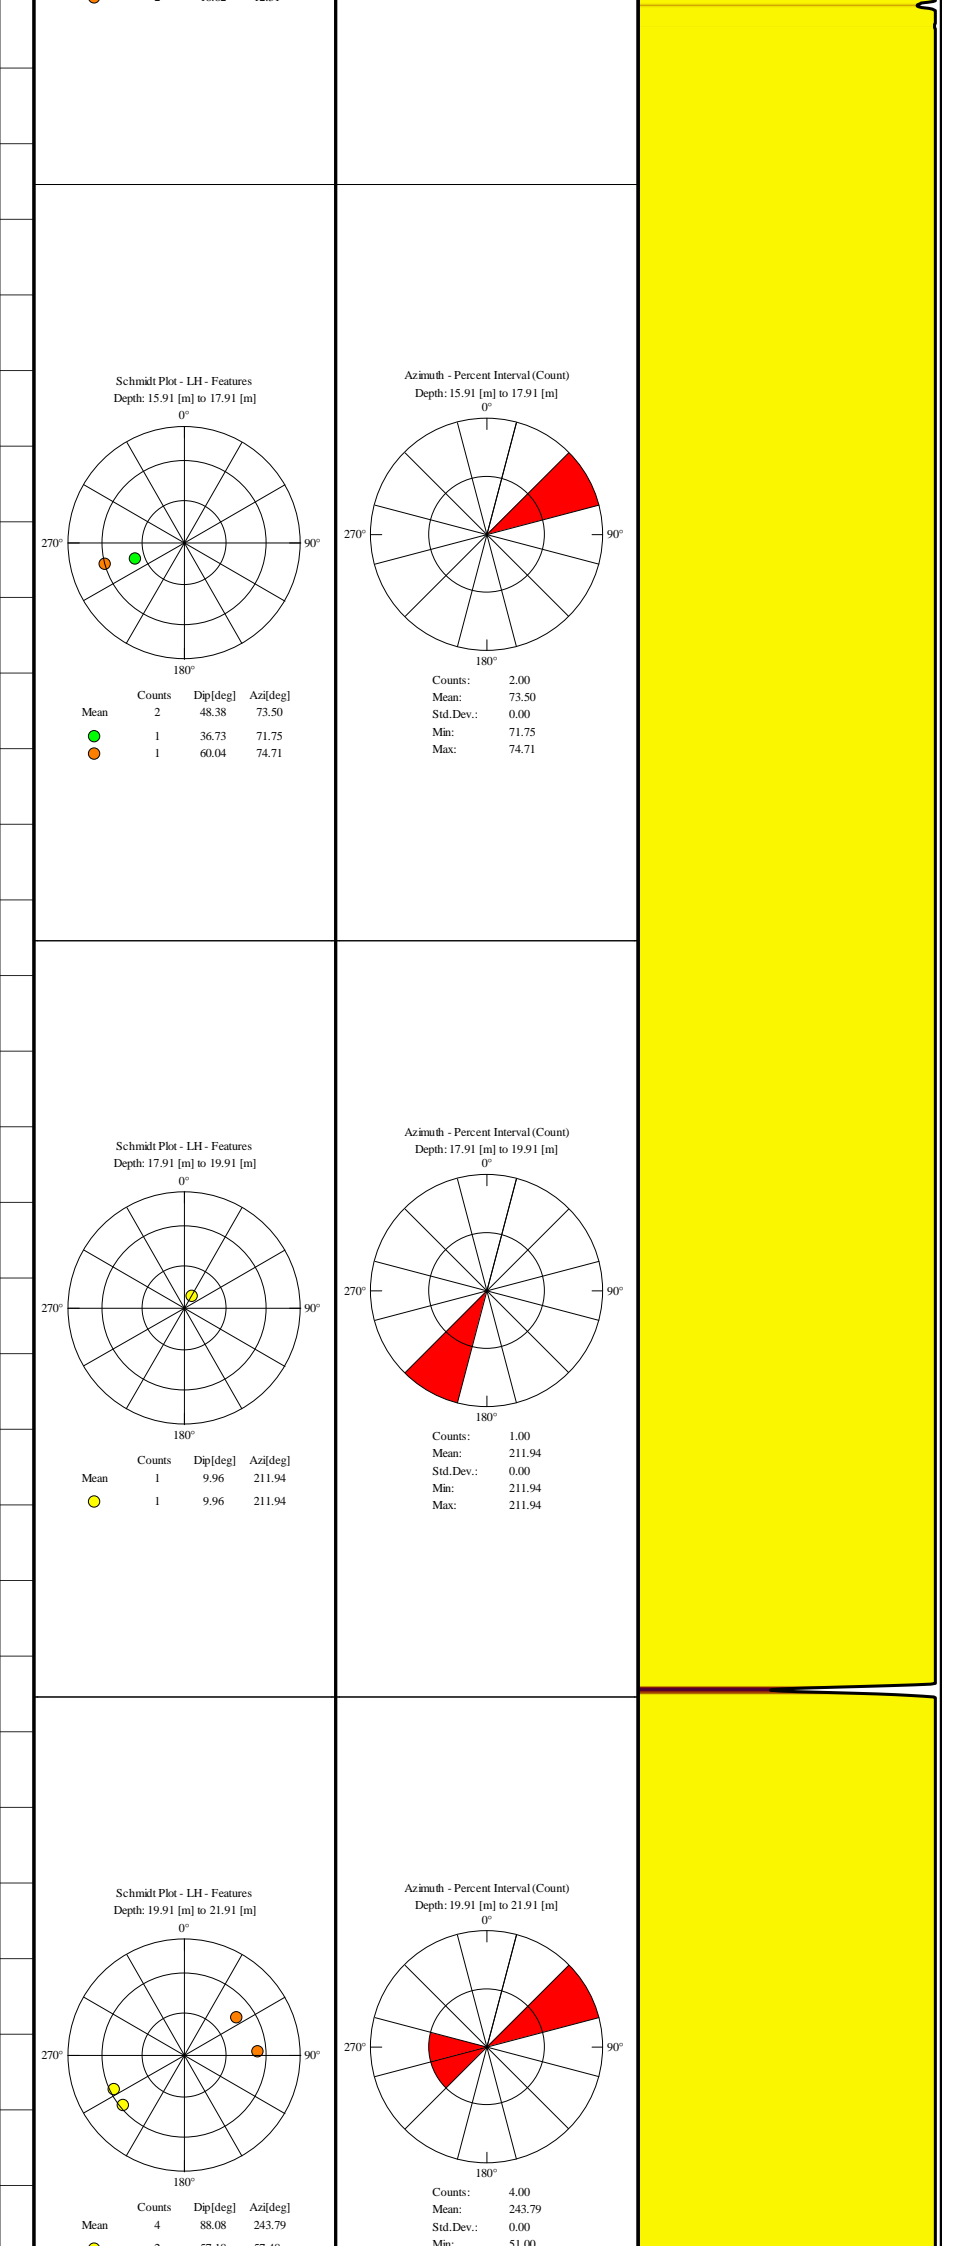 Schmidt Plot - LH - Features
Depth: 15.91 [m] to 17.91 [m]
0°
270°
90°
180°
Counts Dip[deg] Azi[deg]
Mean 2 48.38 73.50
1 36.73 71.75
1 60.04 74.71
Azimuth - Percent Interval (Count)
Depth: 15.91 [m] to 17.91 [m]
0°
270°
90°
180°
Counts: 2.00
Mean: 73.50
Std.Dev.: 0.00
Min: 71.75
Max: 74.71
Schmidt Plot - LH - Features
Depth: 17.91 [m] to 19.91 [m]
0°
270°
90°
180°
Counts Dip[deg] Azi[deg]
Mean 1 9.96 211.94
1 9.96 211.94
Azimuth - Percent Interval (Count)
Depth: 17.91 [m] to 19.91 [m]
0°
270°
90°
180°
Counts: 1.00
Mean: 211.94
Std.Dev.: 0.00
Min: 211.94
Max: 211.94
Schmidt Plot - LH - Features
Depth: 19.91 [m] to 21.91 [m]
0°
270°
90°
180°
Counts Dip[deg] Azi[deg]
Mean 4 88.08 243.79
Azimuth - Percent Interval (Count)
Depth: 19.91 [m] to 21.91 [m]
0°
270°
90°
180°
Counts: 4.00
Mean: 243.79
Std.Dev.: 0.00
Min: 51.00